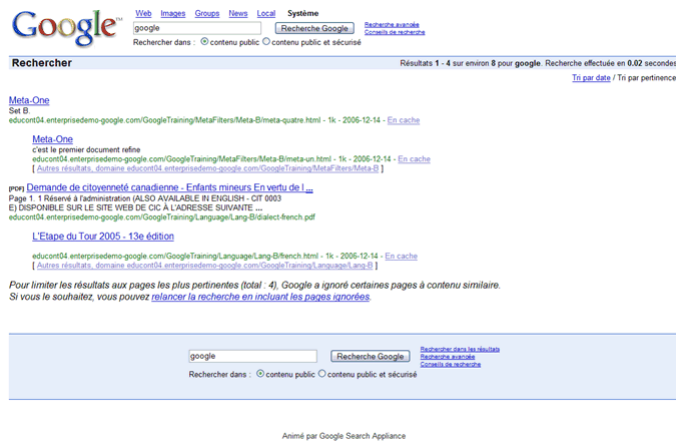 Google™
Web Images Groups News Local Système
google Recherche Google Recherche avancée
Conseils de recherche
Rechercher dans : contenu public contenu public et sécurisé
Rechercher Résultats 1 - 4 sur environ 8 pour google. Recherche effectuée en 0.02 secondes
Tri par date / Tri par pertinence
Meta-One
Set B.
educont04.enterprisedemo-google.com/GoogleTraining/MetaFilters/Meta-B/meta-quatre.html - 1k - 2006-12-14 - En cache
Meta-One
c'est le premier document refine
educont04.enterprisedemo-google.com/GoogleTraining/MetaFilters/Meta-B/meta-un.html - 1k - 2006-12-14 - En cache
[ Autres résultats, domaine educont04.enterprisedemo-google.com/GoogleTraining/MetaFilters/Meta-B ]
[PDF] Demande de citoyenneté canadienne - Enfants mineurs En vertu de l ...
Page 1. 1 Réservé à l'administration (ALSO AVAILABLE IN ENGLISH - CIT 0003
E) DISPONIBLE SUR LE SITE WEB DE CIC À L'ADRESSE SUIVANTE ...
educont04.enterprisedemo-google.com/GoogleTraining/Language/Lang-B/dialect-french.pdf
L'Etape du Tour 2005 - 13e édition
educont04.enterprisedemo-google.com/GoogleTraining/Language/Lang-B/french.html - 1k - 2006-12-14 - En cache
[ Autres résultats, domaine educont04.enterprisedemo-google.com/GoogleTraining/Language/Lang-B ]
Pour limiter les résultats aux pages les plus pertinentes (total : 4), Google a ignoré certaines pages à contenu similaire.
Si vous le souhaitez, vous pouvez relancer la recherche en incluant les pages ignorées.
google Recherche Google Rechercher dans les résultats
Recherche avancée
Conseils de recherche
Rechercher dans : contenu public contenu public et sécurisé
Animé par Google Search Appliance